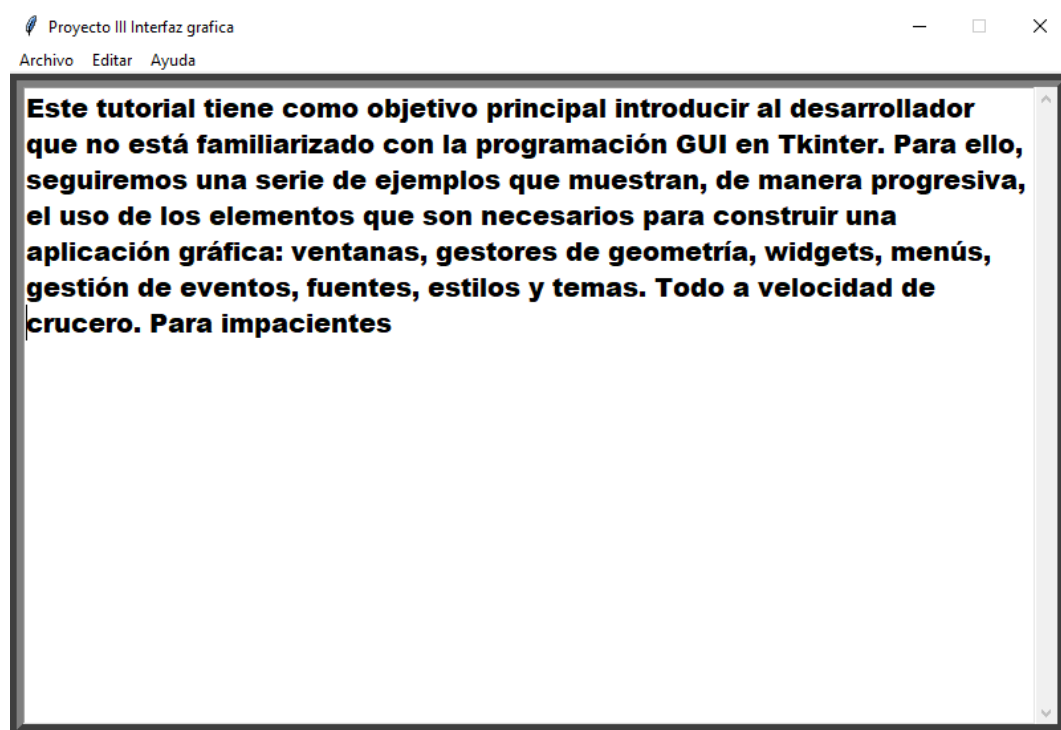 Proyecto III Interfaz grafica
Archivo Editar Ayuda
Este tutorial tiene como objetivo principal introducir al desarrollador
que no está familiarizado con la programación GUI en Tkinter. Para ello,
seguiremos una serie de ejemplos que muestran, de manera progresiva,
el uso de los elementos que son necesarios para construir una
aplicación gráfica: ventanas, gestores de geometría, widgets, menús,
gestión de eventos, fuentes, estilos y temas. Todo a velocidad de
crucero. Para impacientes